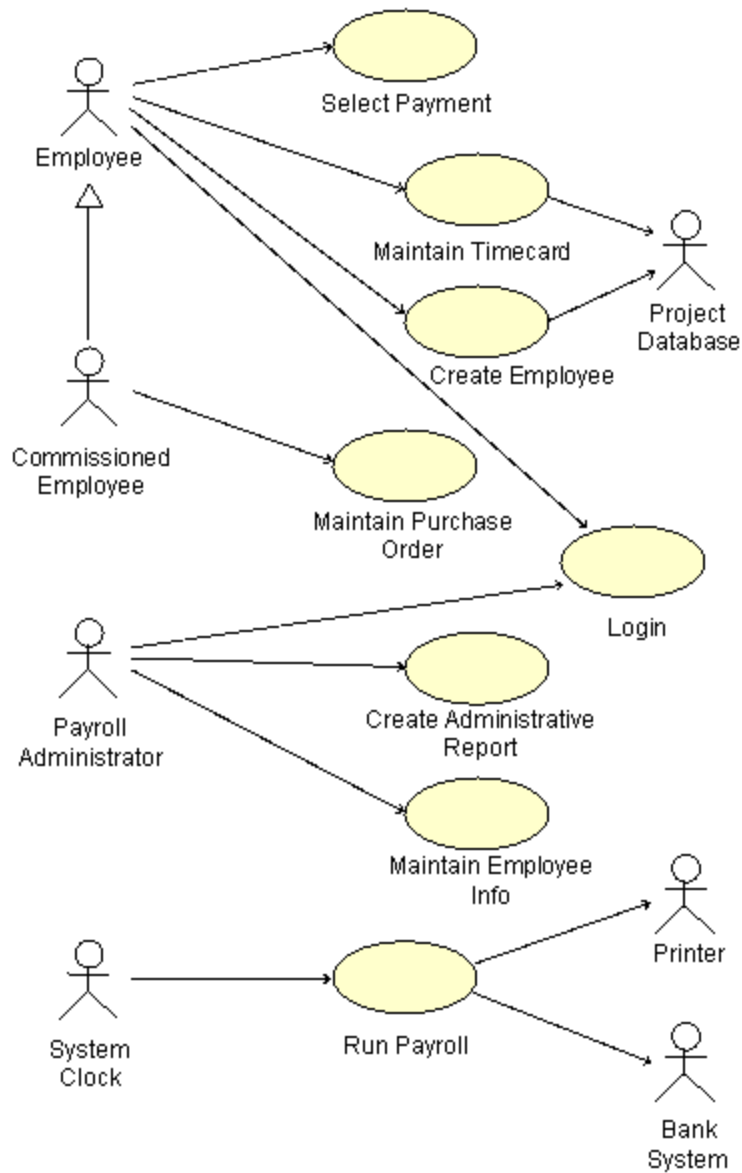 Select Payment
Employee
Maintain Timecard
Project
Database
Create Employee
Commissioned
Employee
Maintain Purchase
Order
Login
Payroll
Administrator
Create Administrative
Report
Maintain Employee
Info
Printer
System
Clock
Run Payroll
Bank
System